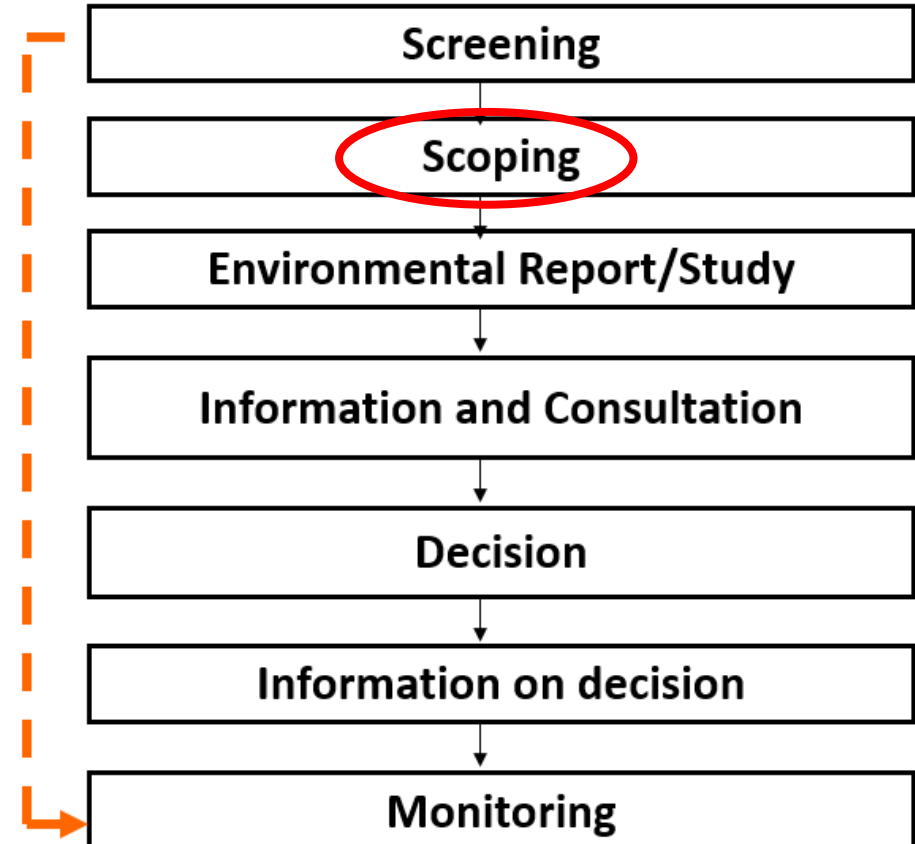 Screening
Scoping
Environmental Report/Study
Information and Consultation
Decision
Information on decision
Monitoring